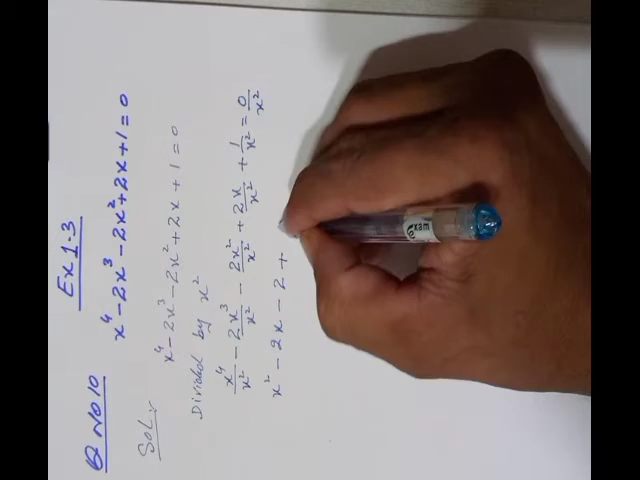 Ex 1.3
Q NO 10
x⁴ - 2x³ - 2x² + 2x + 1 = 0
SOL:
x⁴ - 2x³ - 2x² + 2x + 1 = 0
Divided by x²
x⁴/x² - 2x³/x² - 2x²/x² + 2x/x² + 1/x² = 0/x²
x² - 2x - 2 +
Exam